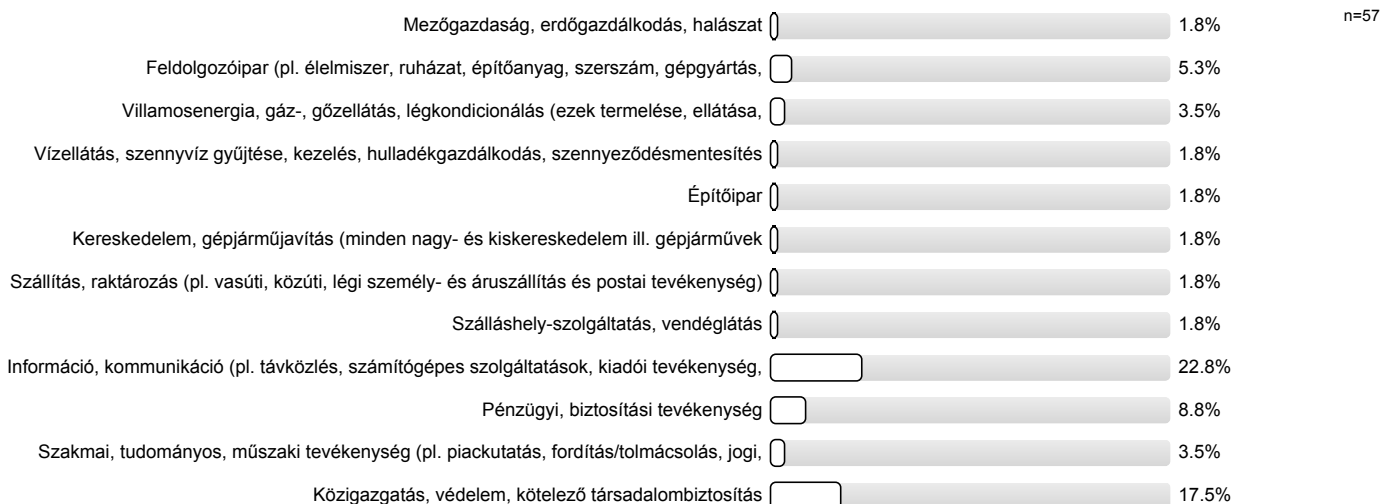 n=57
Mezőgazdaság, erdőgazdálkodás, halászat 1.8%
Feldolgozóipar (pl. élelmiszer, ruházat, építőanyag, szerszám, gépgyártás, 5.3%
Villamosenergia, gáz-, gőzellátás, légkondicionálás (ezek termelése, ellátása, 3.5%
Vízellátás, szennyvíz gyűjtése, kezelés, hulladékgazdálkodás, szennyeződésmentesítés 1.8%
Építőipar 1.8%
Kereskedelem, gépjárműjavítás (minden nagy- és kiskereskedelem ill. gépjárművek 1.8%
Szállítás, raktározás (pl. vasúti, közúti, légi személy- és áruszállítás és postai tevékenység) 1.8%
Szálláshely-szolgáltatás, vendéglátás 1.8%
Információ, kommunikáció (pl. távközlés, számítógépes szolgáltatások, kiadói tevékenység, 22.8%
Pénzügyi, biztosítási tevékenység 8.8%
Szakmai, tudományos, műszaki tevékenység (pl. piackutatás, fordítás/tolmácsolás, jogi, 3.5%
Közigazgatás, védelem, kötelező társadalombiztosítás 17.5%